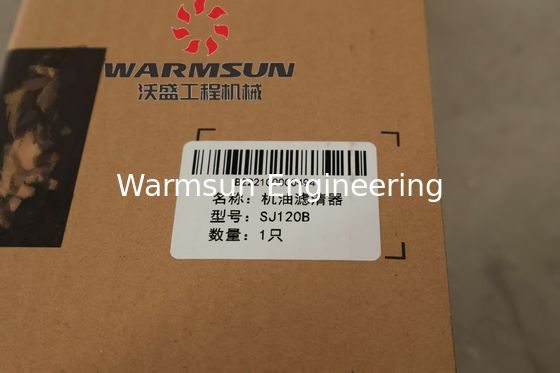 WARMSUN
沃盛工程机械
Warmsun Engineering
名称：机油滤清器
型号：SJ120B
数量：1只